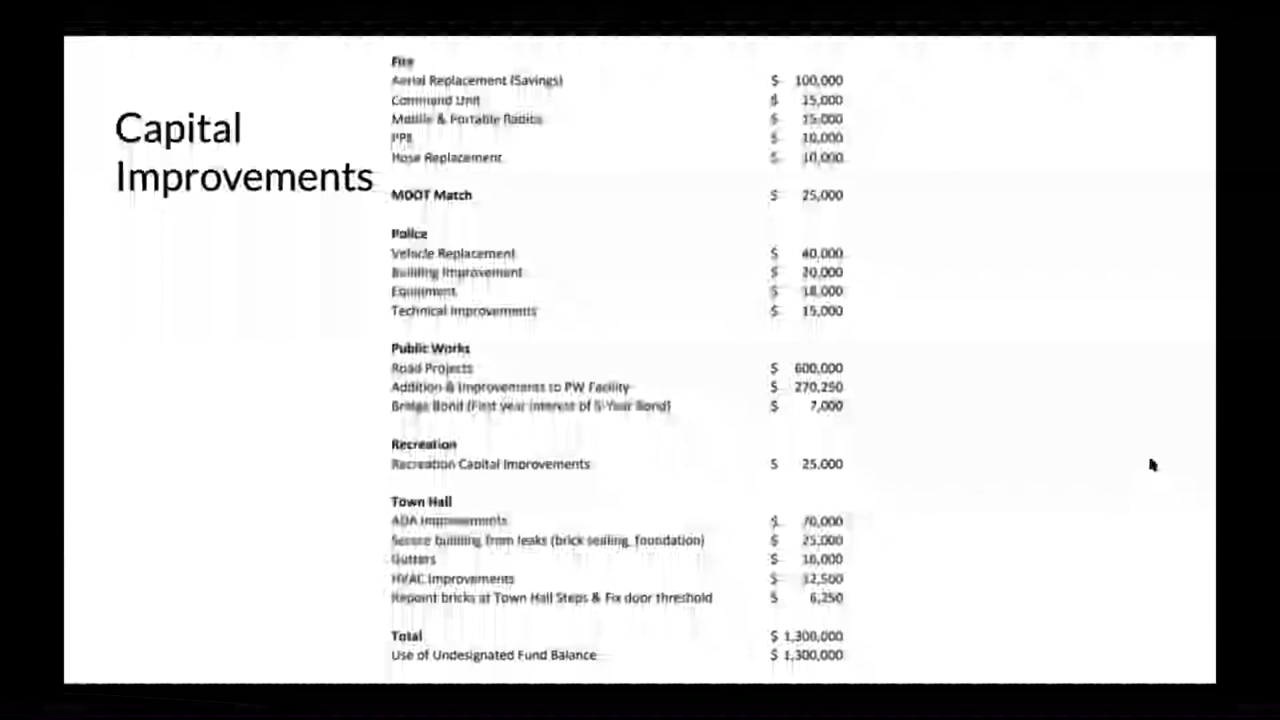 Capital
Improvements
Fire
Aerial Replacement (Savings) $ 100,000
Command Unit $ 15,000
Mobile & Portable Radios $ 15,000
PPE $ 10,000
Hose Replacement $ 10,000
MDOT Match $ 25,000
Police
Vehicle Replacement $ 40,000
Building Improvement $ 20,000
Equipment $ 18,000
Technical Improvements $ 15,000
Public Works
Road Projects $ 600,000
Addition & Improvements to PW Facility $ 270,250
Bridge Bond (First year interest of 5-Year Bond) $ 7,000
Recreation
Recreation Capital Improvements $ 25,000
Town Hall
ADA Improvements $ 70,000
Secure building from leaks (brick sealing, foundation) $ 25,000
Gutters $ 16,000
HVAC Improvements $ 12,500
Repoint bricks at Town Hall Steps & Fix door threshold $ 6,250
Total $ 1,300,000
Use of Undesignated Fund Balance $ 1,300,000